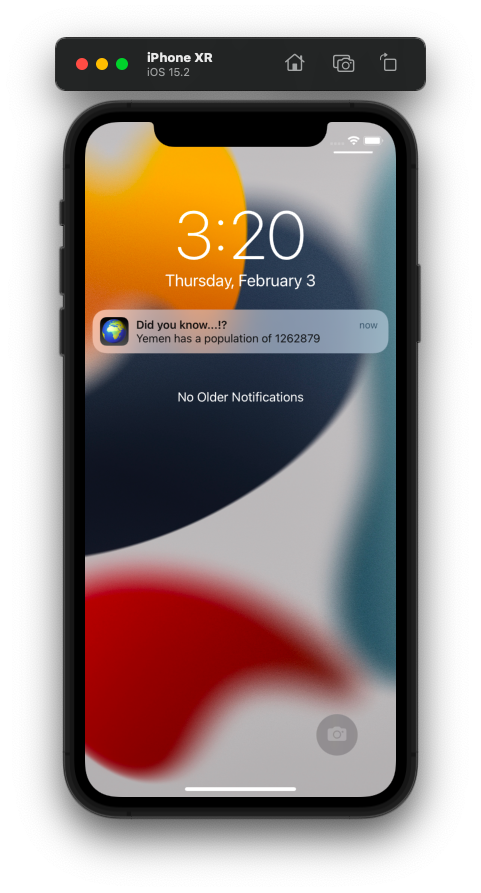 iPhone XR
iOS 15.2
3:20
Thursday, February 3
Did you know...!?
now
Yemen has a population of 1262879
No Older Notifications